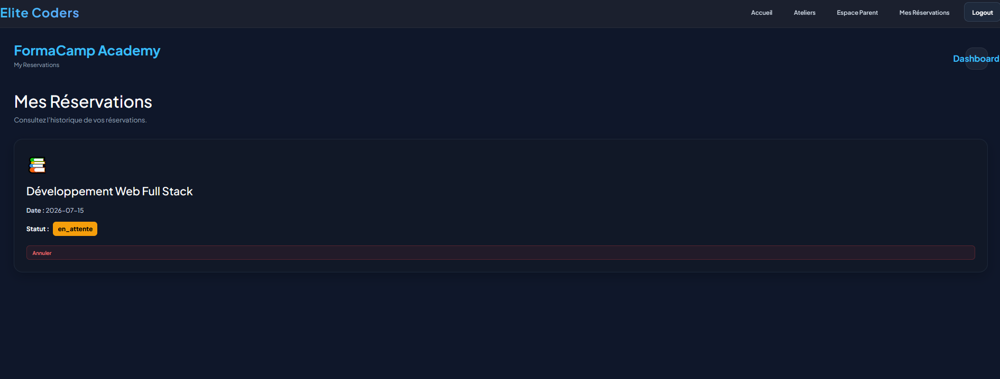 Elite Coders
Accueil Ateliers Espace Parent Mes Réservations Logout
FormaCamp Academy
My Reservations
Dashboard
Mes Réservations
Consultez l'historique de vos réservations.
Développement Web Full Stack
Date : 2026-07-15
Statut : en_attente
Annuler